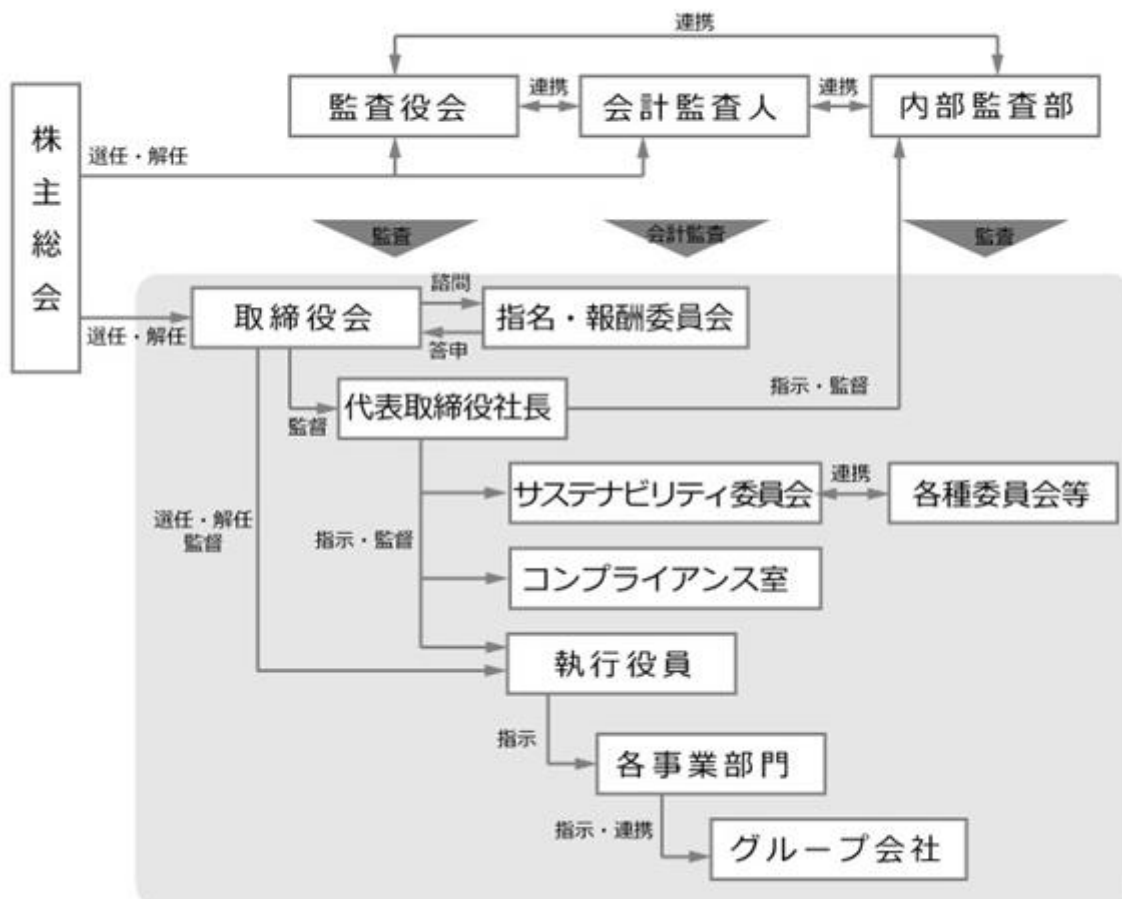 連携
監査役会
連携
会計監査人
連携
内部監査部
株主総会
選任・解任
監査
会計監査
監査
選任・解任
取締役会
諮問
答申
指名・報酬委員会
監督
代表取締役社長
指示・監督
サステナビリティ委員会
連携
各種委員会等
選任・解任
監督
指示・監督
コンプライアンス室
執行役員
指示
各事業部門
指示・連携
グループ会社